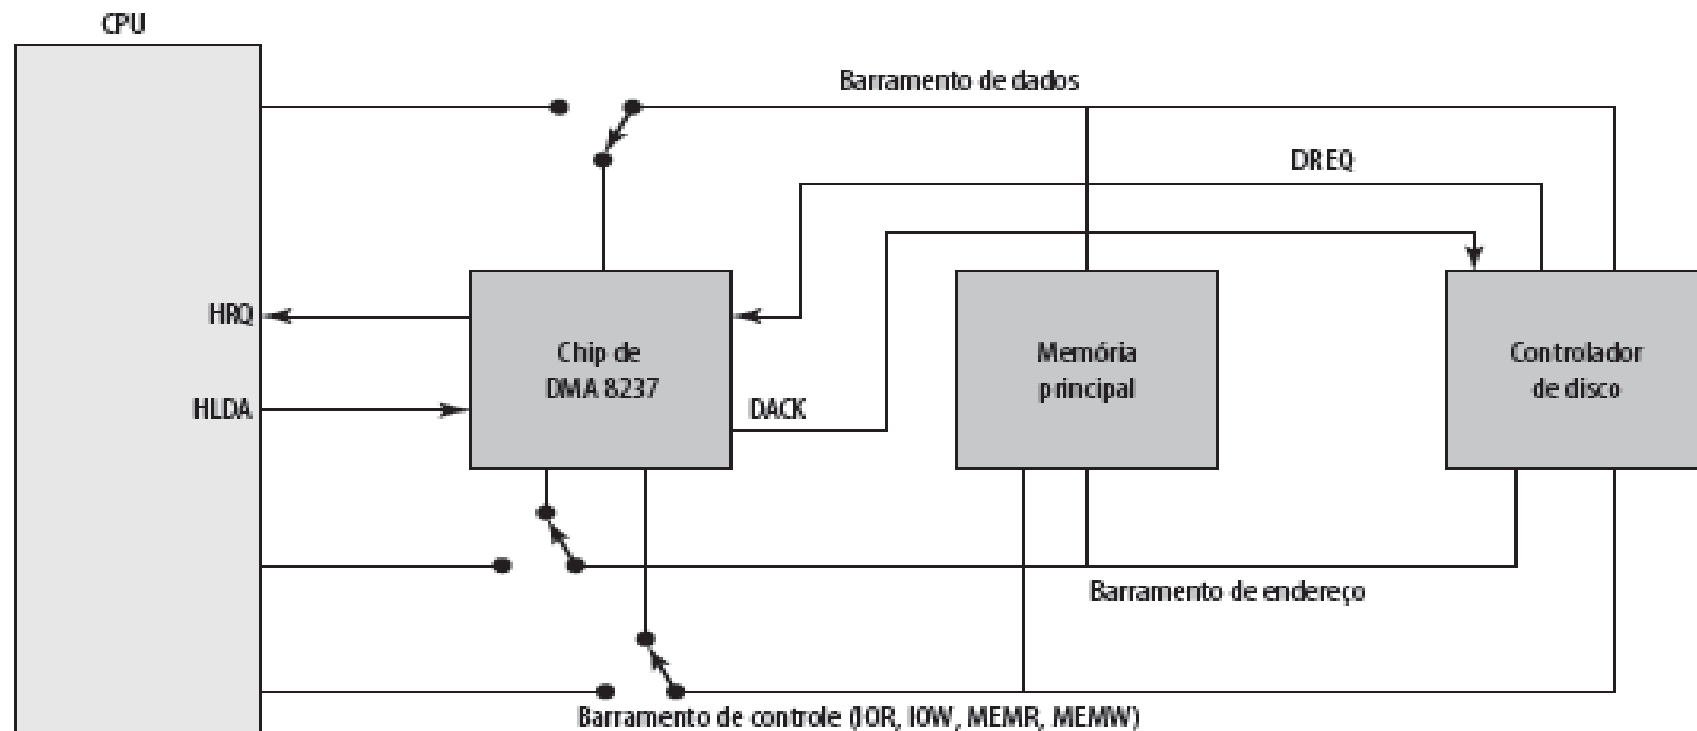 CPU
Barramento de dados
DREQ
HRQ
Chip de
DMA 8237
Memória
principal
Controlador
de disco
HLDA
DACK
Barramento de endereço
Barramento de controle (IOR, IOW, MEMR, MEMW)